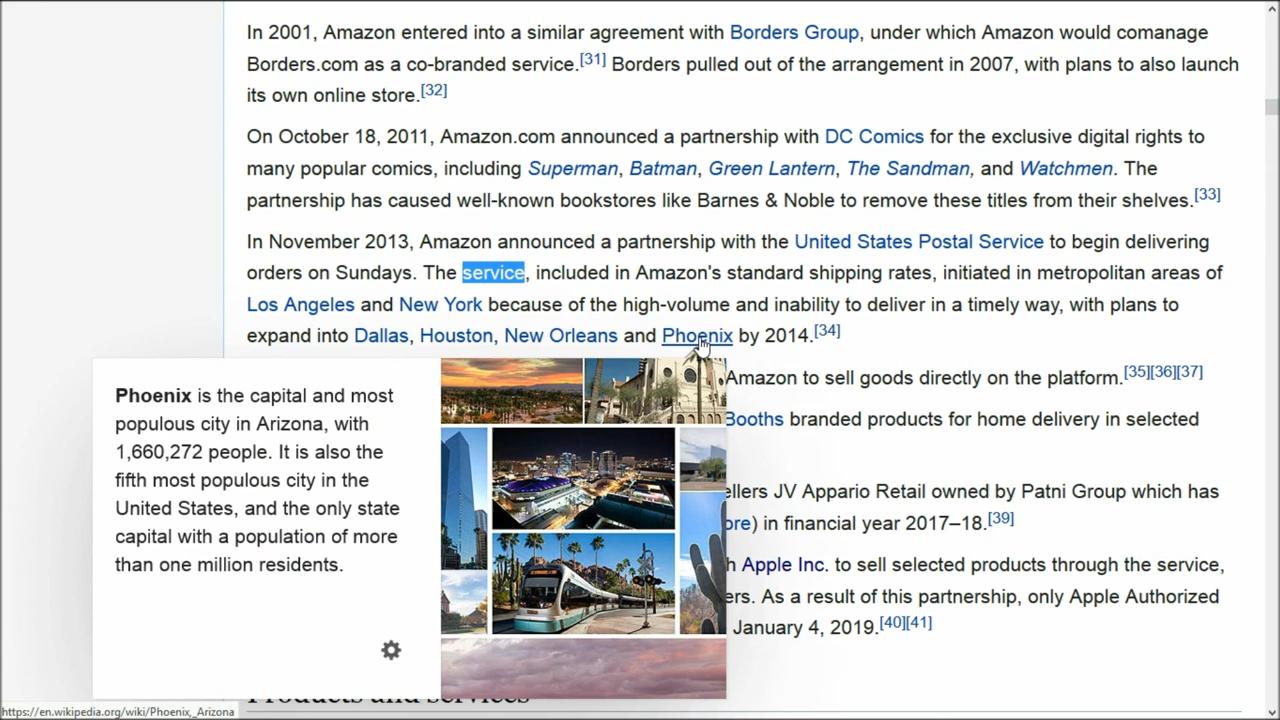 In 2001, Amazon entered into a similar agreement with Borders Group, under which Amazon would comanage
Borders.com as a co-branded service.[31] Borders pulled out of the arrangement in 2007, with plans to also launch
its own online store.[32]
On October 18, 2011, Amazon.com announced a partnership with DC Comics for the exclusive digital rights to
many popular comics, including Superman, Batman, Green Lantern, The Sandman, and Watchmen. The
partnership has caused well-known bookstores like Barnes & Noble to remove these titles from their shelves.[33]
In November 2013, Amazon announced a partnership with the United States Postal Service to begin delivering
orders on Sundays. The service, included in Amazon's standard shipping rates, initiated in metropolitan areas of
Los Angeles and New York because of the high-volume and inability to deliver in a timely way, with plans to
expand into Dallas, Houston, New Orleans and Phoenix by 2014.[34]
Amazon to sell goods directly on the platform.[35][36][37]
Booths branded products for home delivery in selected
ellers JV Appario Retail owned by Patni Group which has
ore) in financial year 2017–18.[39]
h Apple Inc. to sell selected products through the service,
ers. As a result of this partnership, only Apple Authorized
January 4, 2019.[40][41]
Phoenix is the capital and most
populous city in Arizona, with
1,660,272 people. It is also the
fifth most populous city in the
United States, and the only state
capital with a population of more
than one million residents.
Products and services
https://en.wikipedia.org/wiki/Phoenix,_Arizona